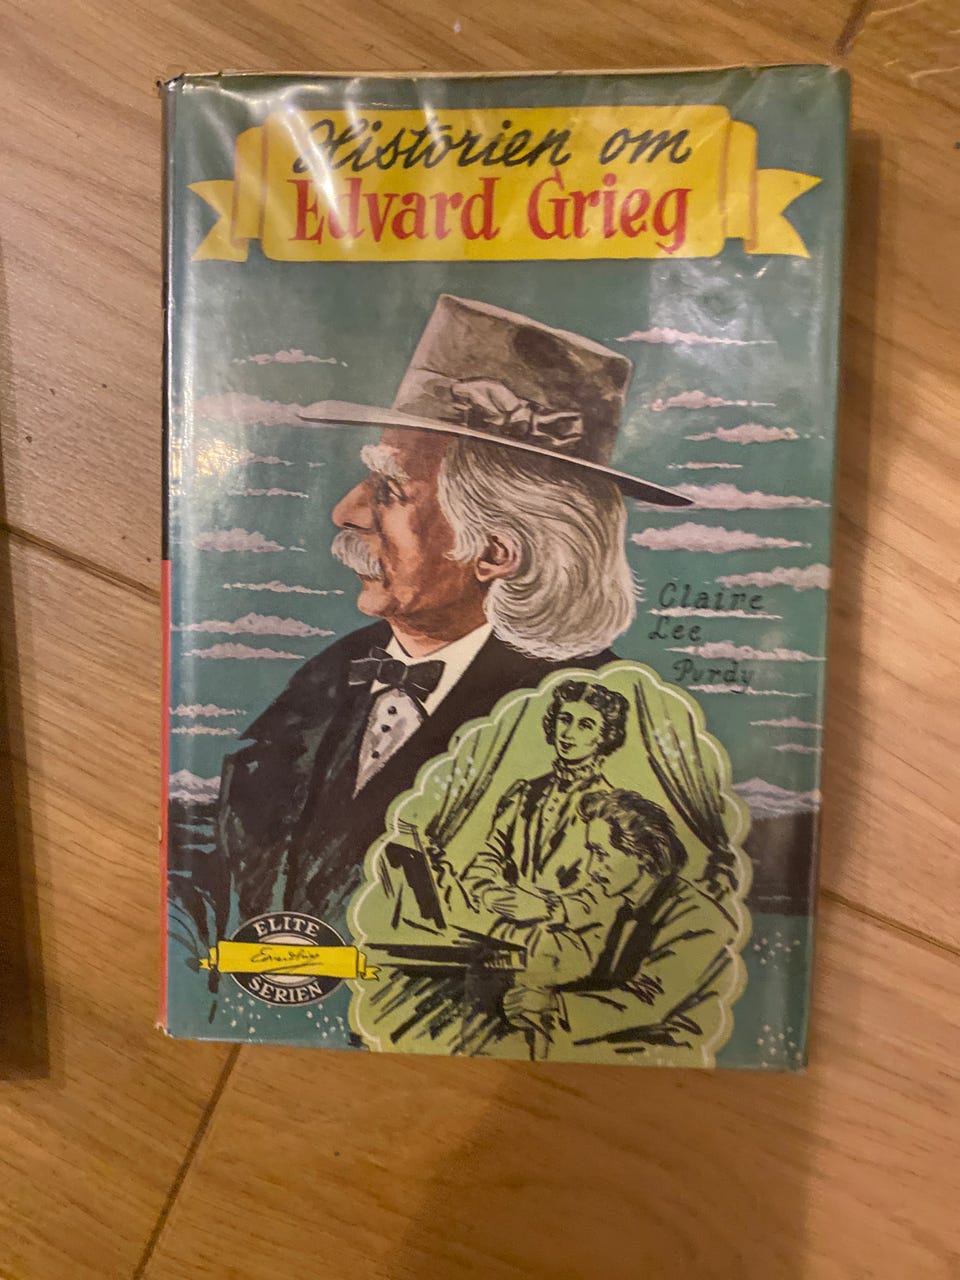 Historien om
Edvard Grieg
Claire
Lee
Purdy
ELITE
SERIEN